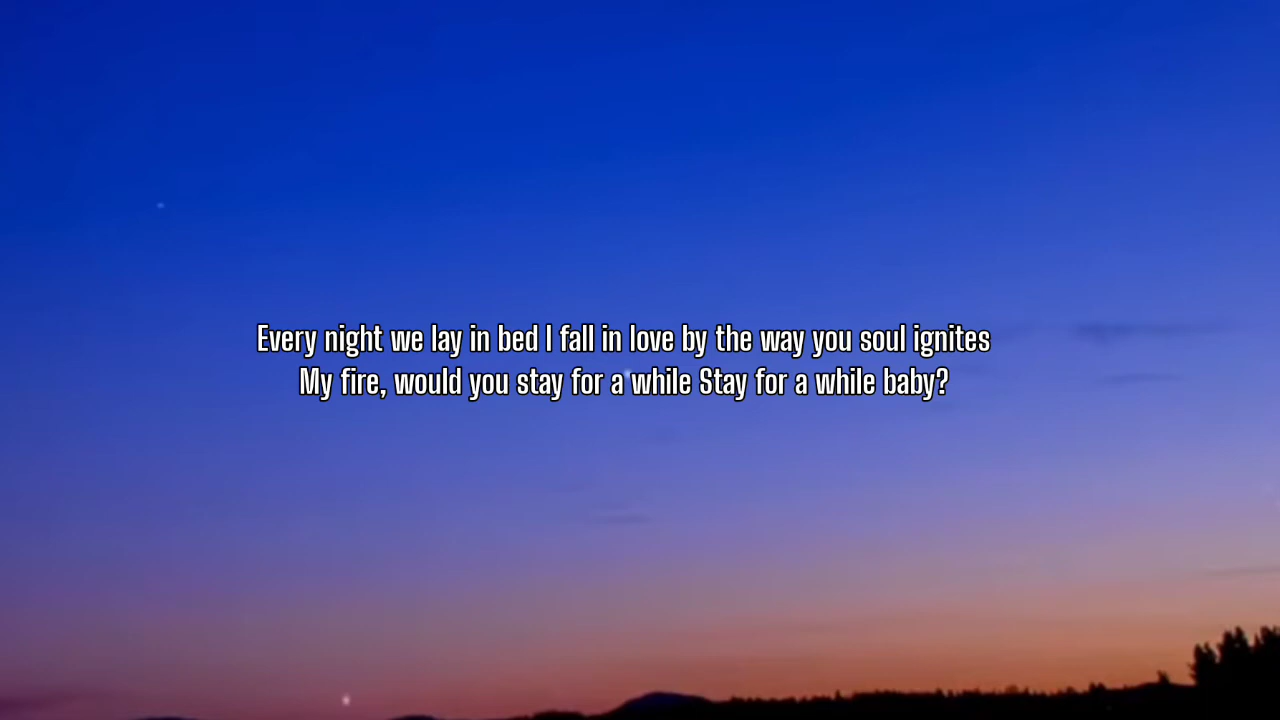 Every night we lay in bed I fall in love by the way you soul ignites
My fire, would you stay for a while Stay for a while baby?